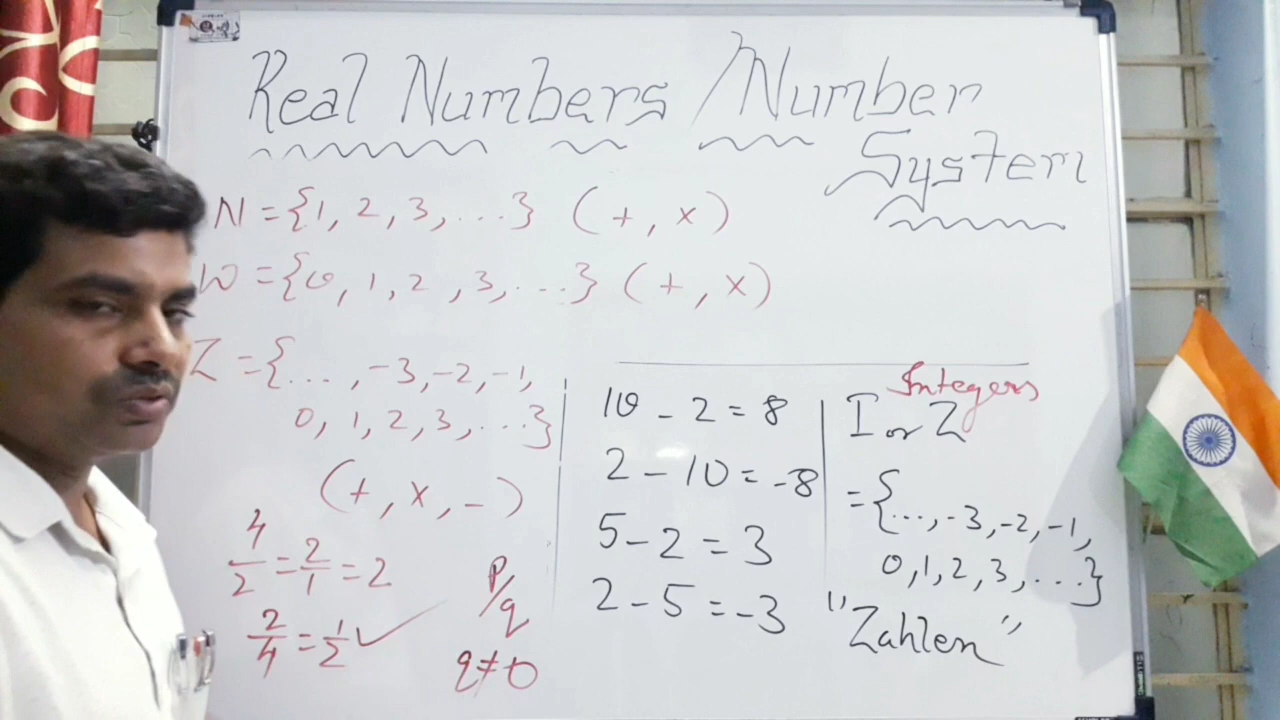 Real Numbers / Number
System
N = {1, 2, 3, ...} (+, ×)
W = {0, 1, 2, 3, ...} (+, ×)
Z = {..., -3, -2, -1,
0, 1, 2, 3, ...}
(+, ×, -)
4/2 = 2/1 = 2
2/4 = 1/2 ✓
p/q
q ≠ 0
10 - 2 = 8
2 - 10 = -8
5 - 2 = 3
2 - 5 = -3
Integers
I or Z
= {..., -3, -2, -1,
0, 1, 2, 3, ...}
"Zahlen"